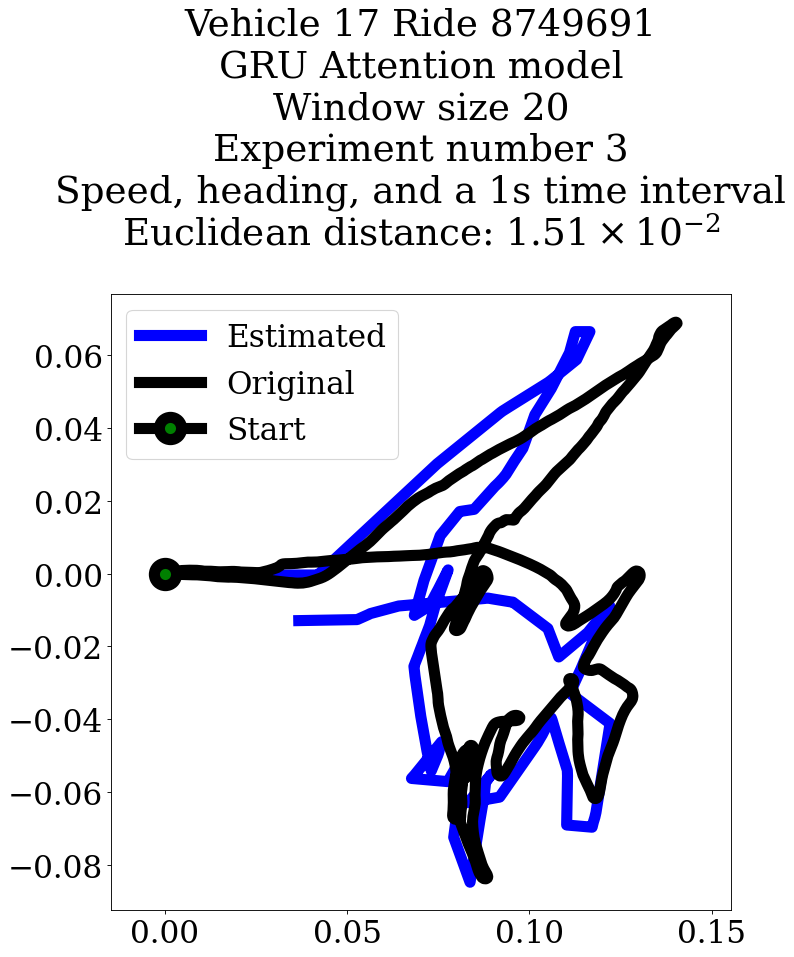 Vehicle 17 Ride 8749691
GRU Attention model
Window size 20
Experiment number 3
Speed, heading, and a 1s time interval
Euclidean distance: 1.51 × 10⁻²
Estimated
Original
Start
0.06
0.04
0.02
0.00
−0.02
−0.04
−0.06
−0.08
0.00 0.05 0.10 0.15